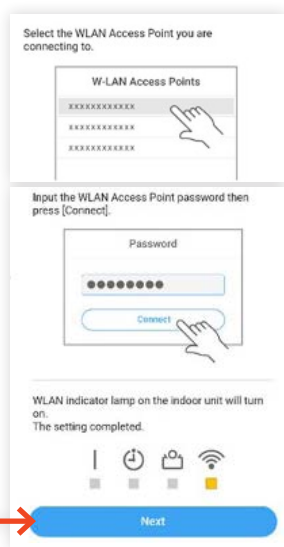 Select the WLAN Access Point you are
connecting to.
W-LAN Access Points
xxxxxxxxxxxx
xxxxxxxxxxxx
xxxxxxxxxxxx
Input the WLAN Access Point password then
press [Connect].
Password
Connect
WLAN indicator lamp on the indoor unit will turn
on.
The setting completed.
Next